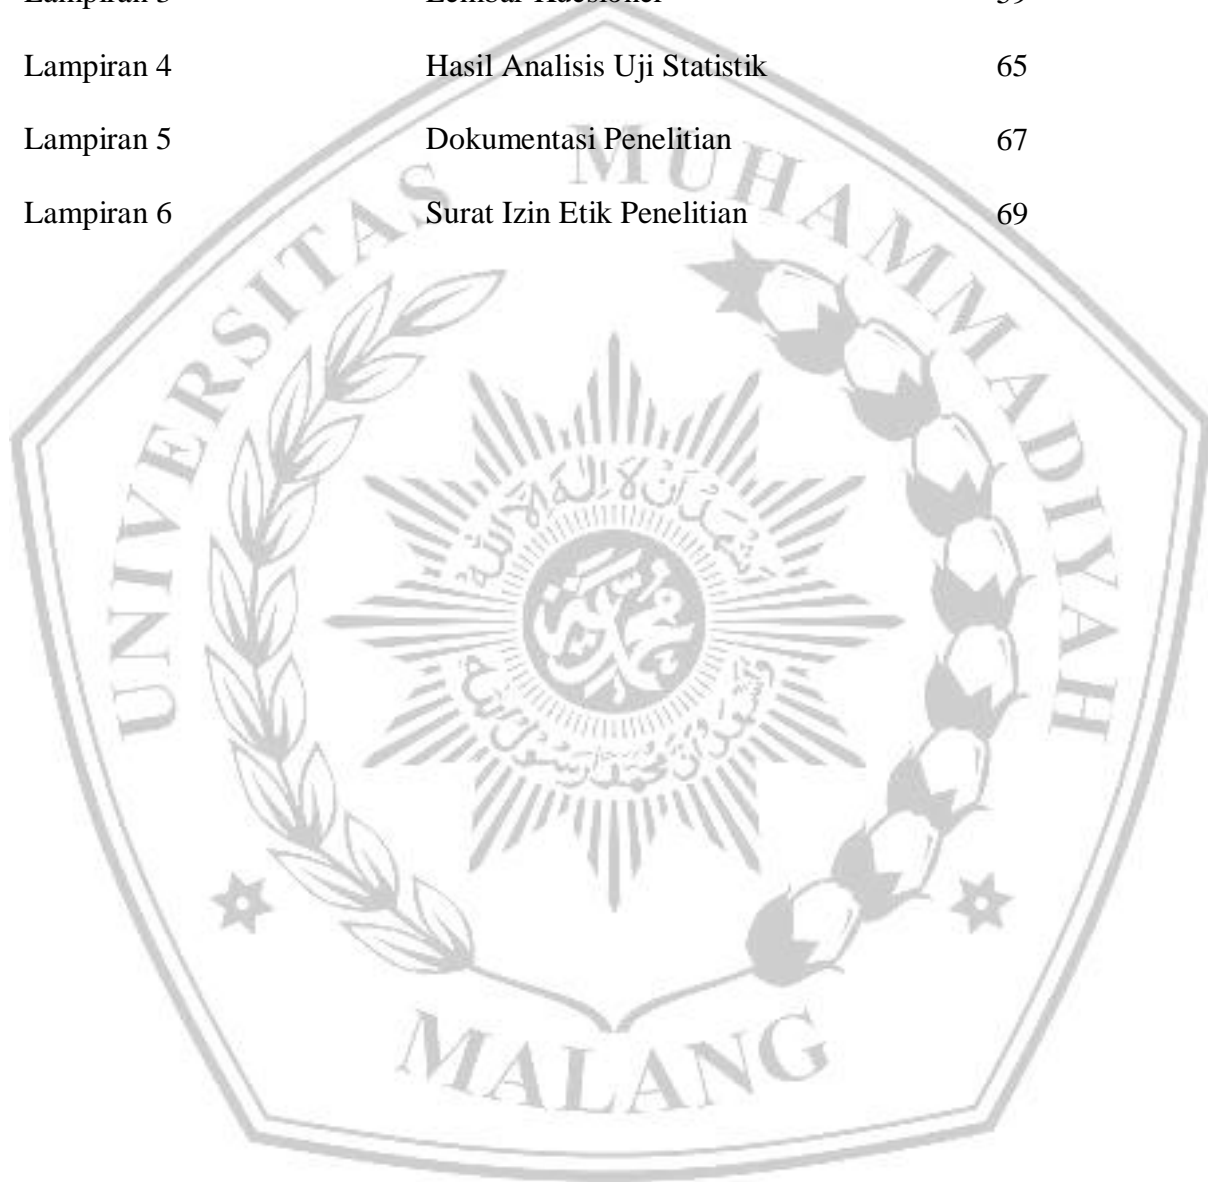 Lampiran 4 Hasil Analisis Uji Statistik 65
Lampiran 5 Dokumentasi Penelitian 67
Lampiran 6 Surat Izin Etik Penelitian 69
UNIVERSITAS MUHAMMADIYAH
MALANG